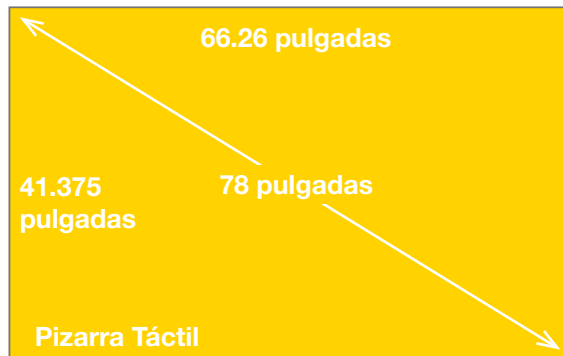 66.26 pulgadas
41.375
pulgadas
78 pulgadas
Pizarra Táctil